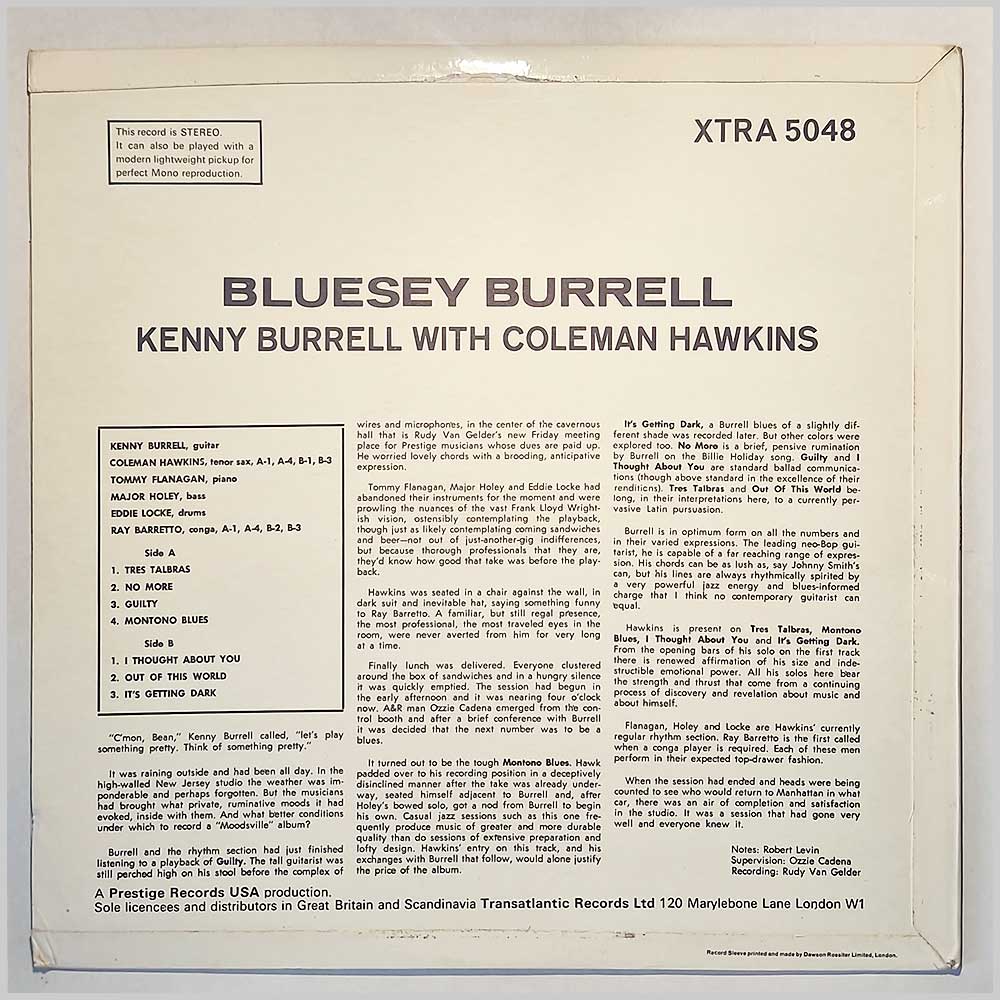 This record is STEREO.
It can also be played with a
modern lightweight pickup for
perfect Mono reproduction.
XTRA 5048
BLUESEY BURRELL
KENNY BURRELL WITH COLEMAN HAWKINS
KENNY BURRELL, guitar
COLEMAN HAWKINS, tenor sax, A-1, A-4, B-1, B-3
TOMMY FLANAGAN, piano
MAJOR HOLEY, bass
EDDIE LOCKE, drums
RAY BARRETTO, conga, A-1, A-4, B-2, B-3
Side A
1. TRES TALBRAS
2. NO MORE
3. GUILTY
4. MONTONO BLUES
Side B
1. I THOUGHT ABOUT YOU
2. OUT OF THIS WORLD
3. IT'S GETTING DARK
"C'mon, Bean," Kenny Burrell called, "let's play
something pretty. Think of something pretty."
It was raining outside and had been all day. In the
high-walled New Jersey studio the weather was im-
ponderable and perhaps forgotten. But the musicians
had brought what private, ruminative moods it had
evoked, inside with them. And what better conditions
under which to record a "Moodsville" album?
Burrell and the rhythm section had just finished
listening to a playback of Guilty. The tall guitarist was
still perched high on his stool before the complex of
wires and microphones, in the center of the cavernous
hall that is Rudy Van Gelder's new Friday meeting
place for Prestige musicians whose dues are paid up.
He worried lovely chords with a brooding, anticipative
expression.
Tommy Flanagan, Major Holey and Eddie Locke had
abandoned their instruments for the moment and were
prowling the nuances of the vast Frank Lloyd Wright-
ish vision, ostensibly contemplating the playback,
though just as likely contemplating coming sandwiches
and beer—not out of just-another-gig indifferences,
but because thorough professionals that they are,
they'd know how good that take was before the play-
back.
Hawkins was seated in a chair against the wall, in
dark suit and inevitable hat, saying something funny
to Ray Barretto. A familiar, but still regal presence,
the most professional, the most traveled eyes in the
room, were never averted from him for very long
at a time.
Finally lunch was delivered. Everyone clustered
around the box of sandwiches and in a hungry silence
it was quickly emptied. The session had begun in
the early afternoon and it was nearing four o'clock
now. A&R man Ozzie Cadena emerged from the con-
trol booth and after a brief conference with Burrell
it was decided that the next number was to be a
blues.
It turned out to be the tough Montono Blues. Hawk
padded over to his recording position in a deceptively
disinclined manner after the take was already under-
way, seated himself adjacent to Burrell and, after
Holey's bowed solo, got a nod from Burrell to begin
his own. Casual jazz sessions such as this one fre-
quently produce music of greater and more durable
quality than do sessions of extensive preparation and
lofty design. Hawkins' entry on this track, and his
exchanges with Burrell that follow, would alone justify
the price of the album.
It's Getting Dark, a Burrell blues of a slightly dif-
ferent shade was recorded later. But other colors were
explored too. No More is a brief, pensive rumination
by Burrell on the Billie Holiday song. Guilty and I
Thought About You are standard ballad communica-
tions (though above standard in the excellence of their
renditions). Tres Talbras and Out Of This World be-
long, in their interpretations here, to a currently per-
vasive Latin pursuasion.
Burrell is in optimum form on all the numbers and
in their varied expressions. The leading neo-Bop gui-
tarist, he is capable of a far reaching range of expres-
sion. His chords can be as lush as, say Johnny Smith's
can, but his lines are always rhythmically spirited by
a very powerful jazz energy and blues-informed
charge that I think no contemporary guitarist can
equal.
Hawkins is present on Tres Talbras, Montono
Blues, I Thought About You and It's Getting Dark.
From the opening bars of his solo on the first track
there is renewed affirmation of his size and inde-
structible emotional power. All his solos here bear
the strength and thrust that come from a continuing
process of discovery and revelation about music and
about himself.
Flanagan, Holey and Locke are Hawkins' currently
regular rhythm section. Ray Barretto is the first called
when a conga player is required. Each of these men
perform in their expected top-drawer fashion.
When the session had ended and heads were being
counted to see who would return to Manhattan in what
car, there was an air of completion and satisfaction
in the studio. It was a session that had gone very
well and everyone knew it.
Notes: Robert Levin
Supervision: Ozzie Cadena
Recording: Rudy Van Gelder
A Prestige Records USA production.
Sole licencees and distributors in Great Britain and Scandinavia Transatlantic Records Ltd 120 Marylebone Lane London W1
Record Sleeve printed and made by Dawson Rossiter Limited, London.